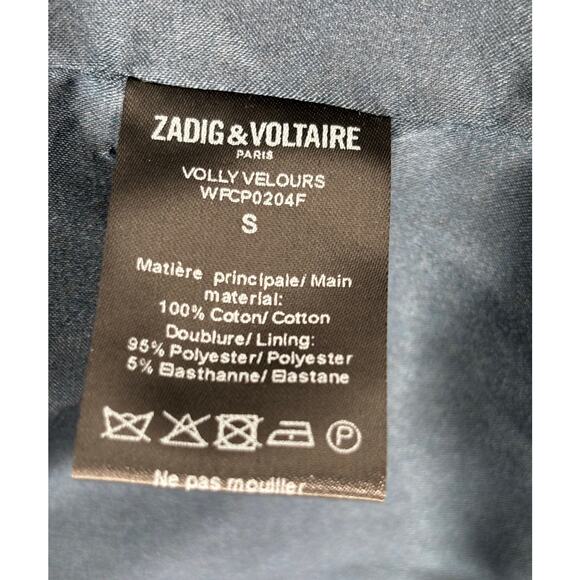 ZADIG & VOLTAIRE
PARIS
VOLLY VELOURS
WFCP0204F
S
Matière principale/ Main
material:
100% Coton/ Cotton
Doublure/ Lining:
95% Polyester/ Polyester
5% Elasthanne/ Elastane
P
Ne pas mouiller